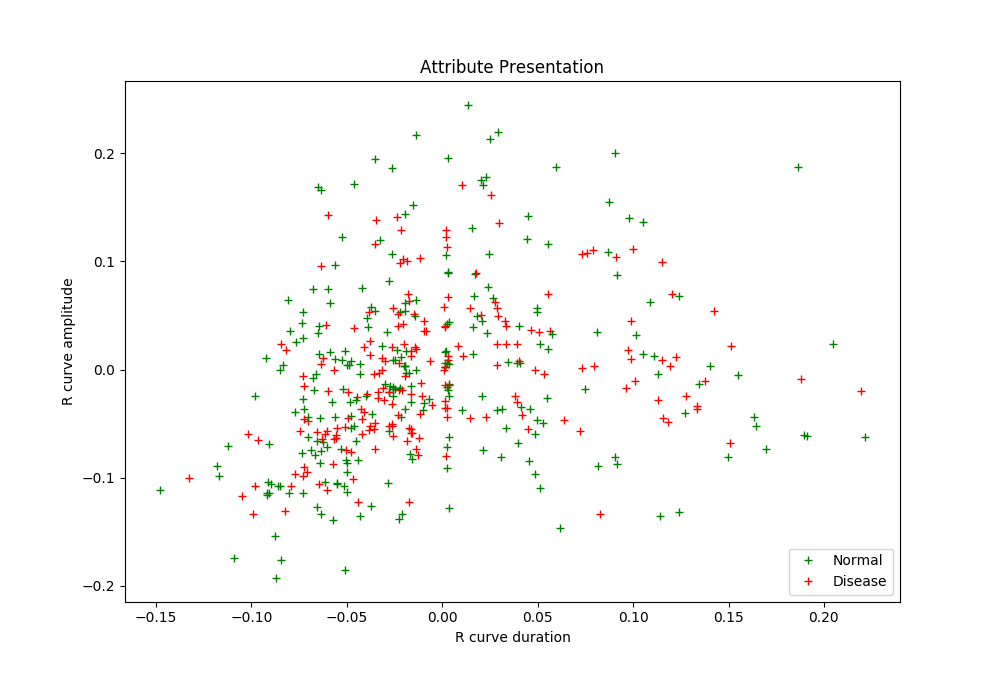 Attribute Presentation
R curve amplitude
0.2
0.1
0.0
−0.1
−0.2
−0.15
−0.10
−0.05
0.00
0.05
0.10
0.15
0.20
R curve duration
Normal
Disease